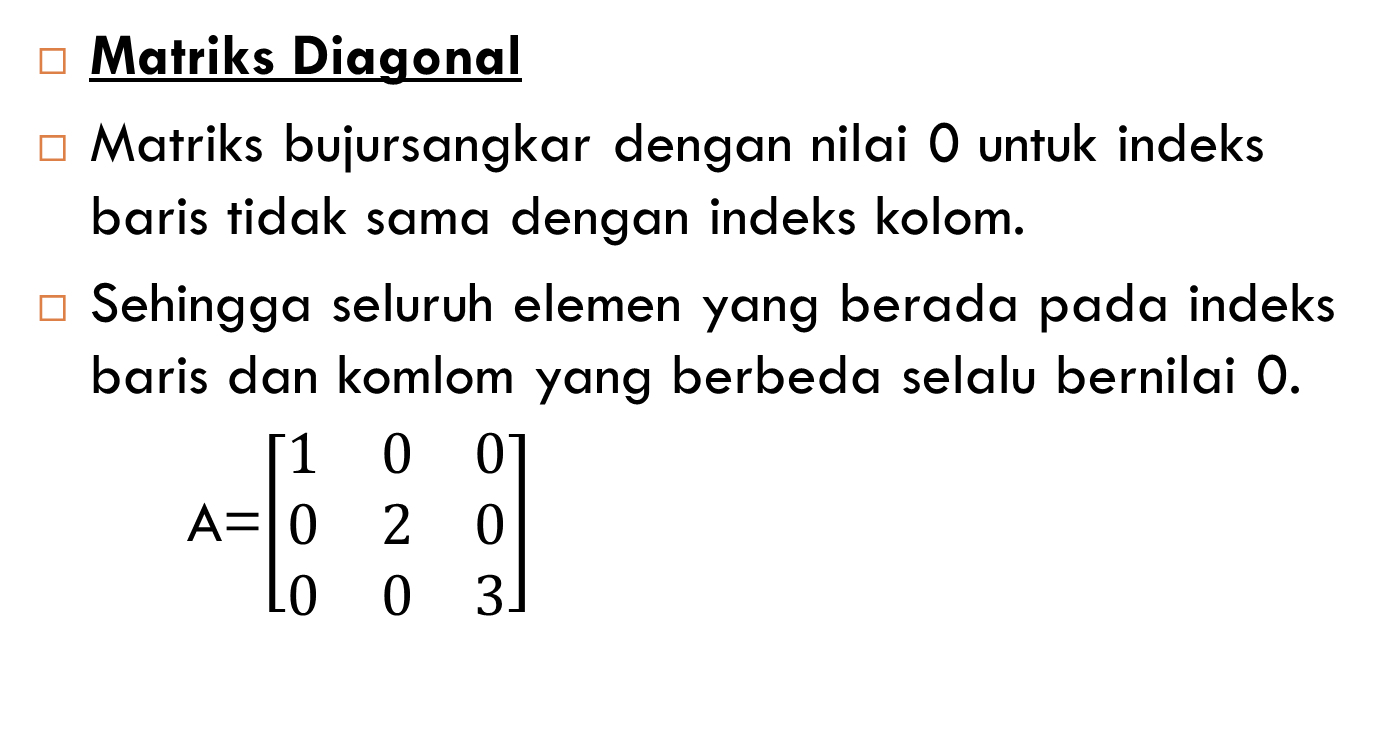 Matriks Diagonal
Matriks bujursangkar dengan nilai 0 untuk indeks
baris tidak sama dengan indeks kolom.
Sehingga seluruh elemen yang berada pada indeks
baris dan komlom yang berbeda selalu bernilai 0.
1 0 0
A= 0 2 0
0 0 3